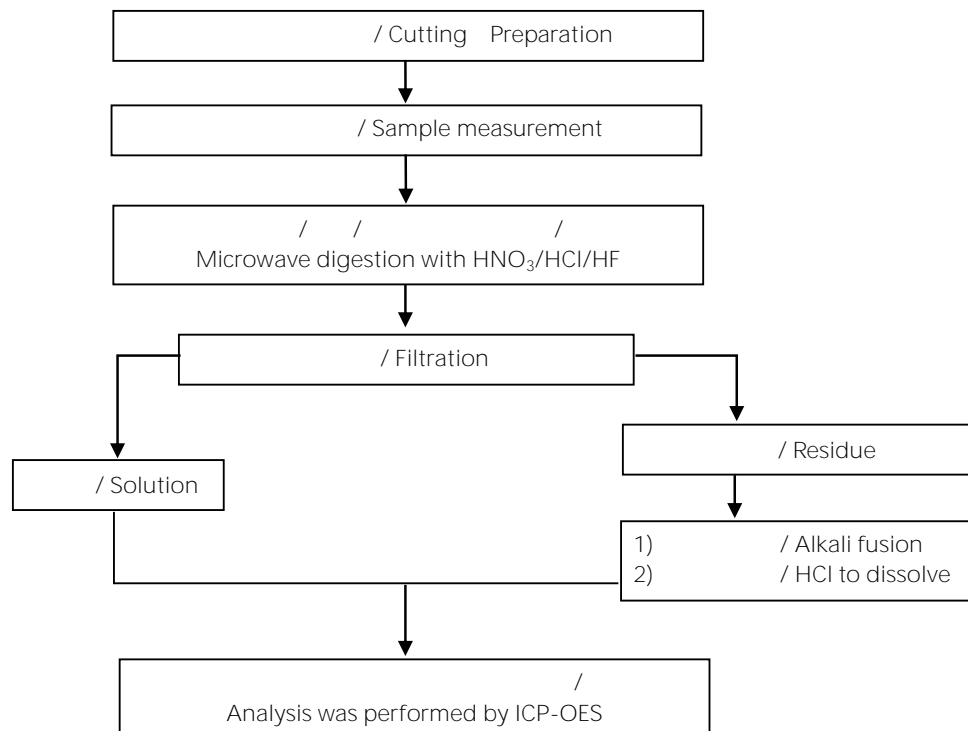 / Cutting Preparation
/ Sample measurement
/ / /
Microwave digestion with HNO₃/HCl/HF
/ Filtration
/ Residue
/ Solution
1) / Alkali fusion
2) / HCl to dissolve
/
Analysis was performed by ICP-OES